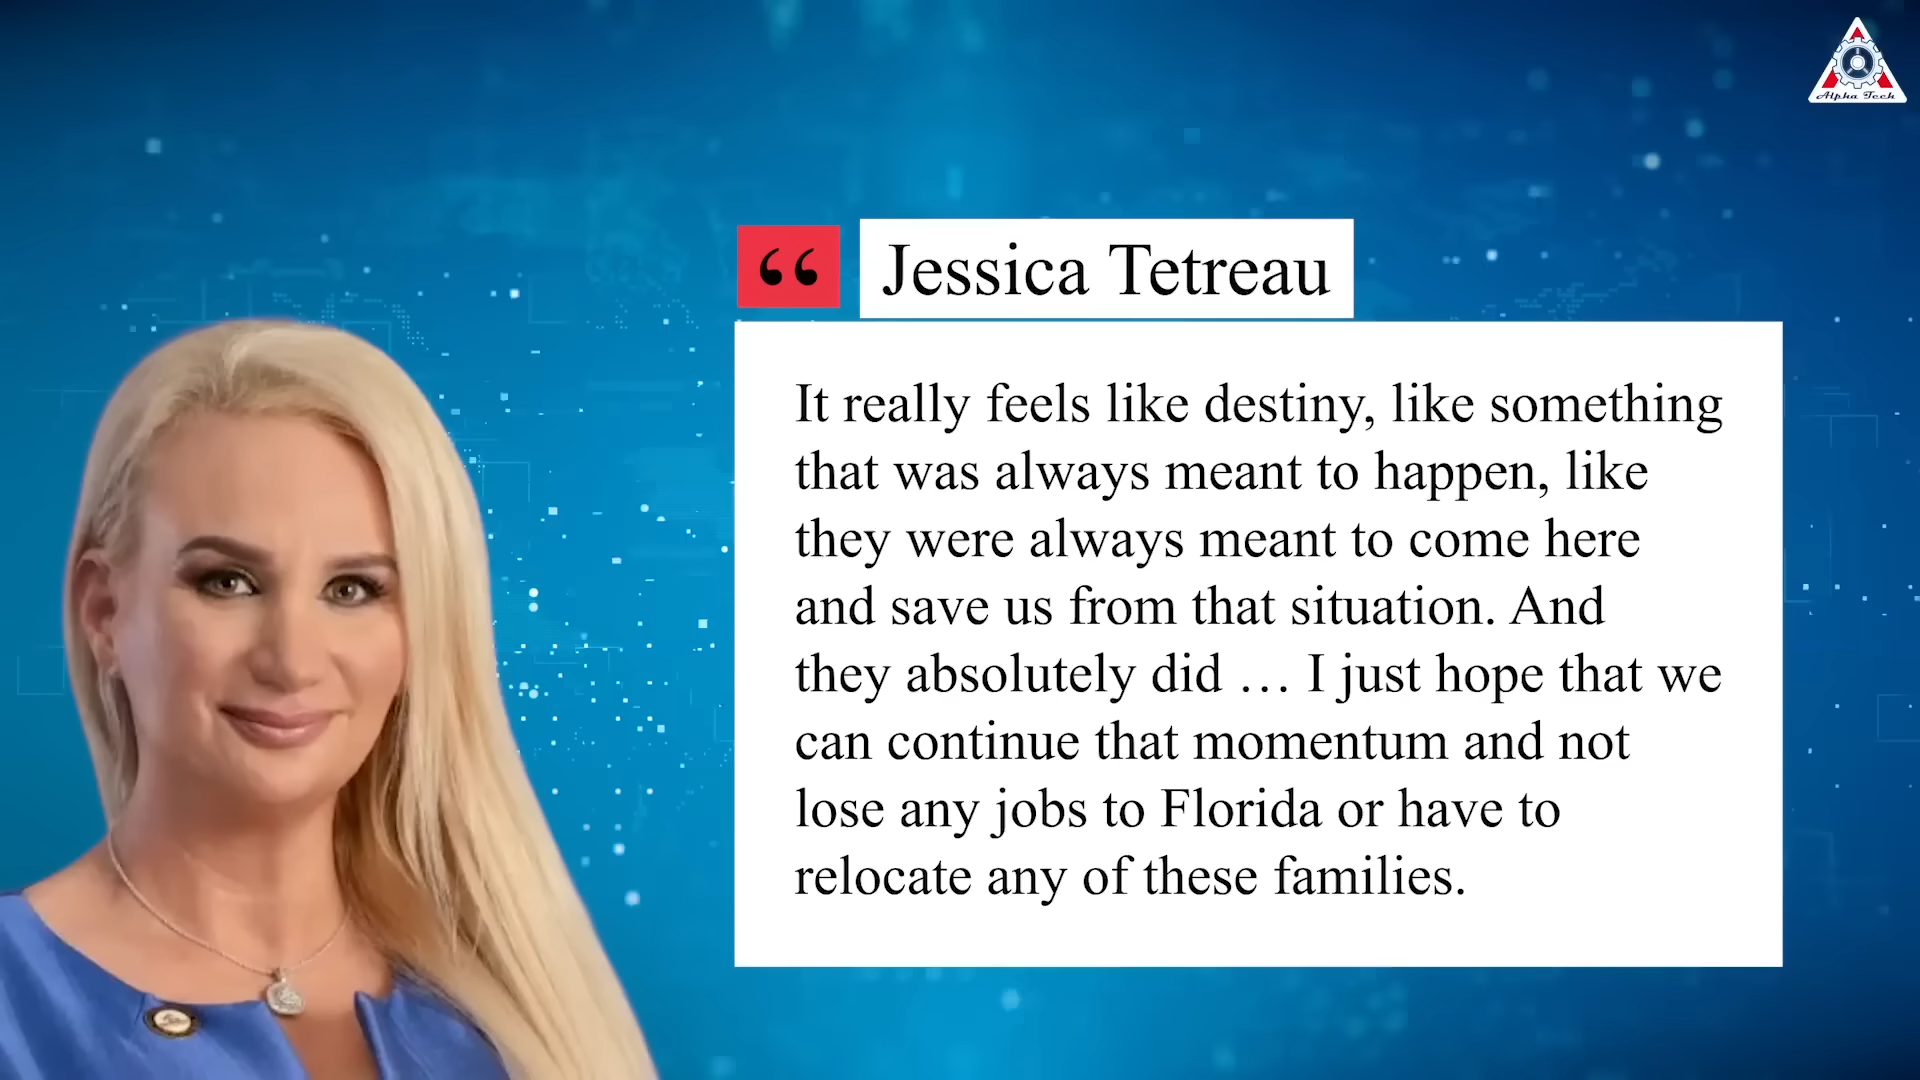 Alpha Tech
“ Jessica Tetreau
It really feels like destiny, like something
that was always meant to happen, like
they were always meant to come here
and save us from that situation. And
they absolutely did … I just hope that we
can continue that momentum and not
lose any jobs to Florida or have to
relocate any of these families.